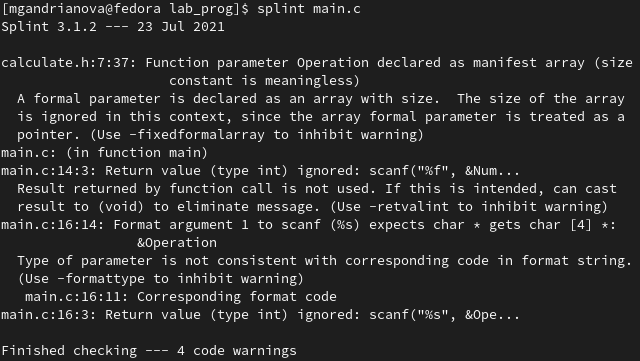 [mgandrianova@fedora lab_prog]$ splint main.c
Splint 3.1.2 --- 23 Jul 2021

calculate.h:7:37: Function parameter Operation declared as manifest array (size
                     constant is meaningless)
  A formal parameter is declared as an array with size.  The size of the array
  is ignored in this context, since the array formal parameter is treated as a
  pointer. (Use -fixedformalarray to inhibit warning)
main.c: (in function main)
main.c:14:3: Return value (type int) ignored: scanf("%f", &Num...
  Result returned by function call is not used. If this is intended, can cast
  result to (void) to eliminate message. (Use -retvalint to inhibit warning)
main.c:16:14: Format argument 1 to scanf (%s) expects char * gets char [4] *:
                 &Operation
  Type of parameter is not consistent with corresponding code in format string.
  (Use -formattype to inhibit warning)
   main.c:16:11: Corresponding format code
main.c:16:3: Return value (type int) ignored: scanf("%s", &Ope...

Finished checking --- 4 code warnings